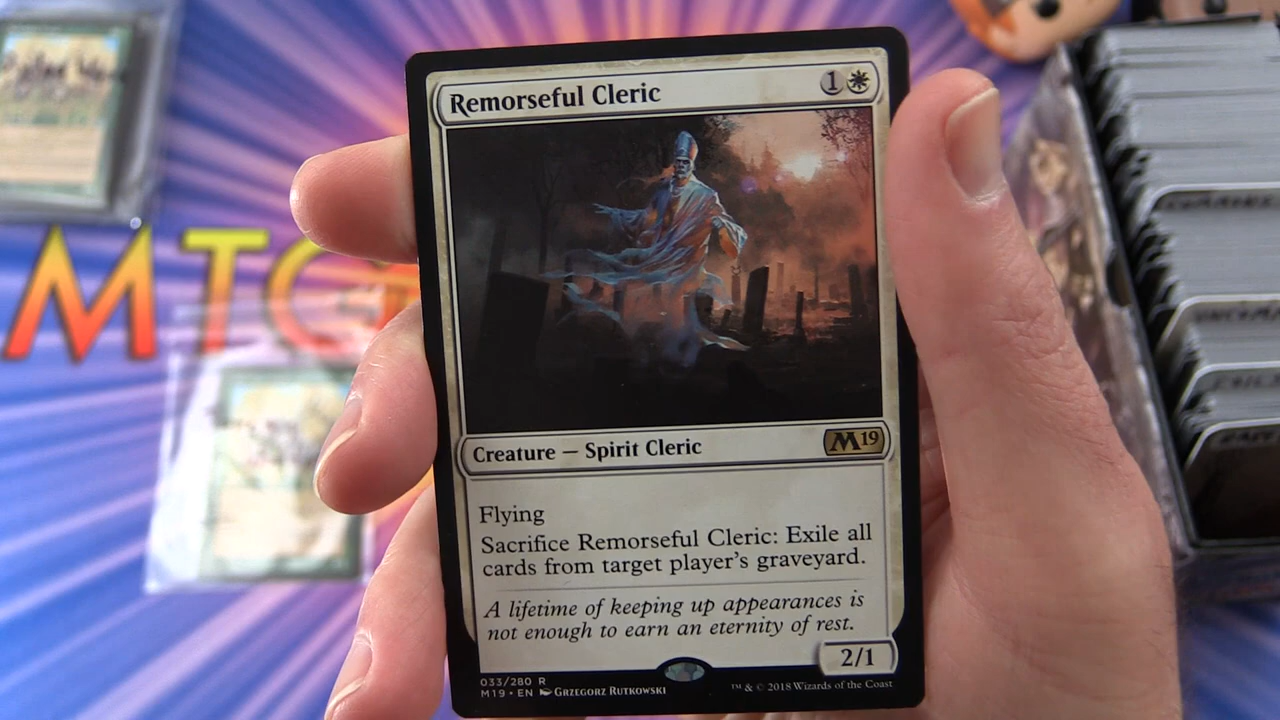 MTG
Remorseful Cleric
1
Creature — Spirit Cleric
M19
Flying
Sacrifice Remorseful Cleric: Exile all
cards from target player's graveyard.
A lifetime of keeping up appearances is
not enough to earn an eternity of rest.
2/1
033/280 R
M19 • EN Grzegorz Rutkowski
™ & © 2018 Wizards of the Coast